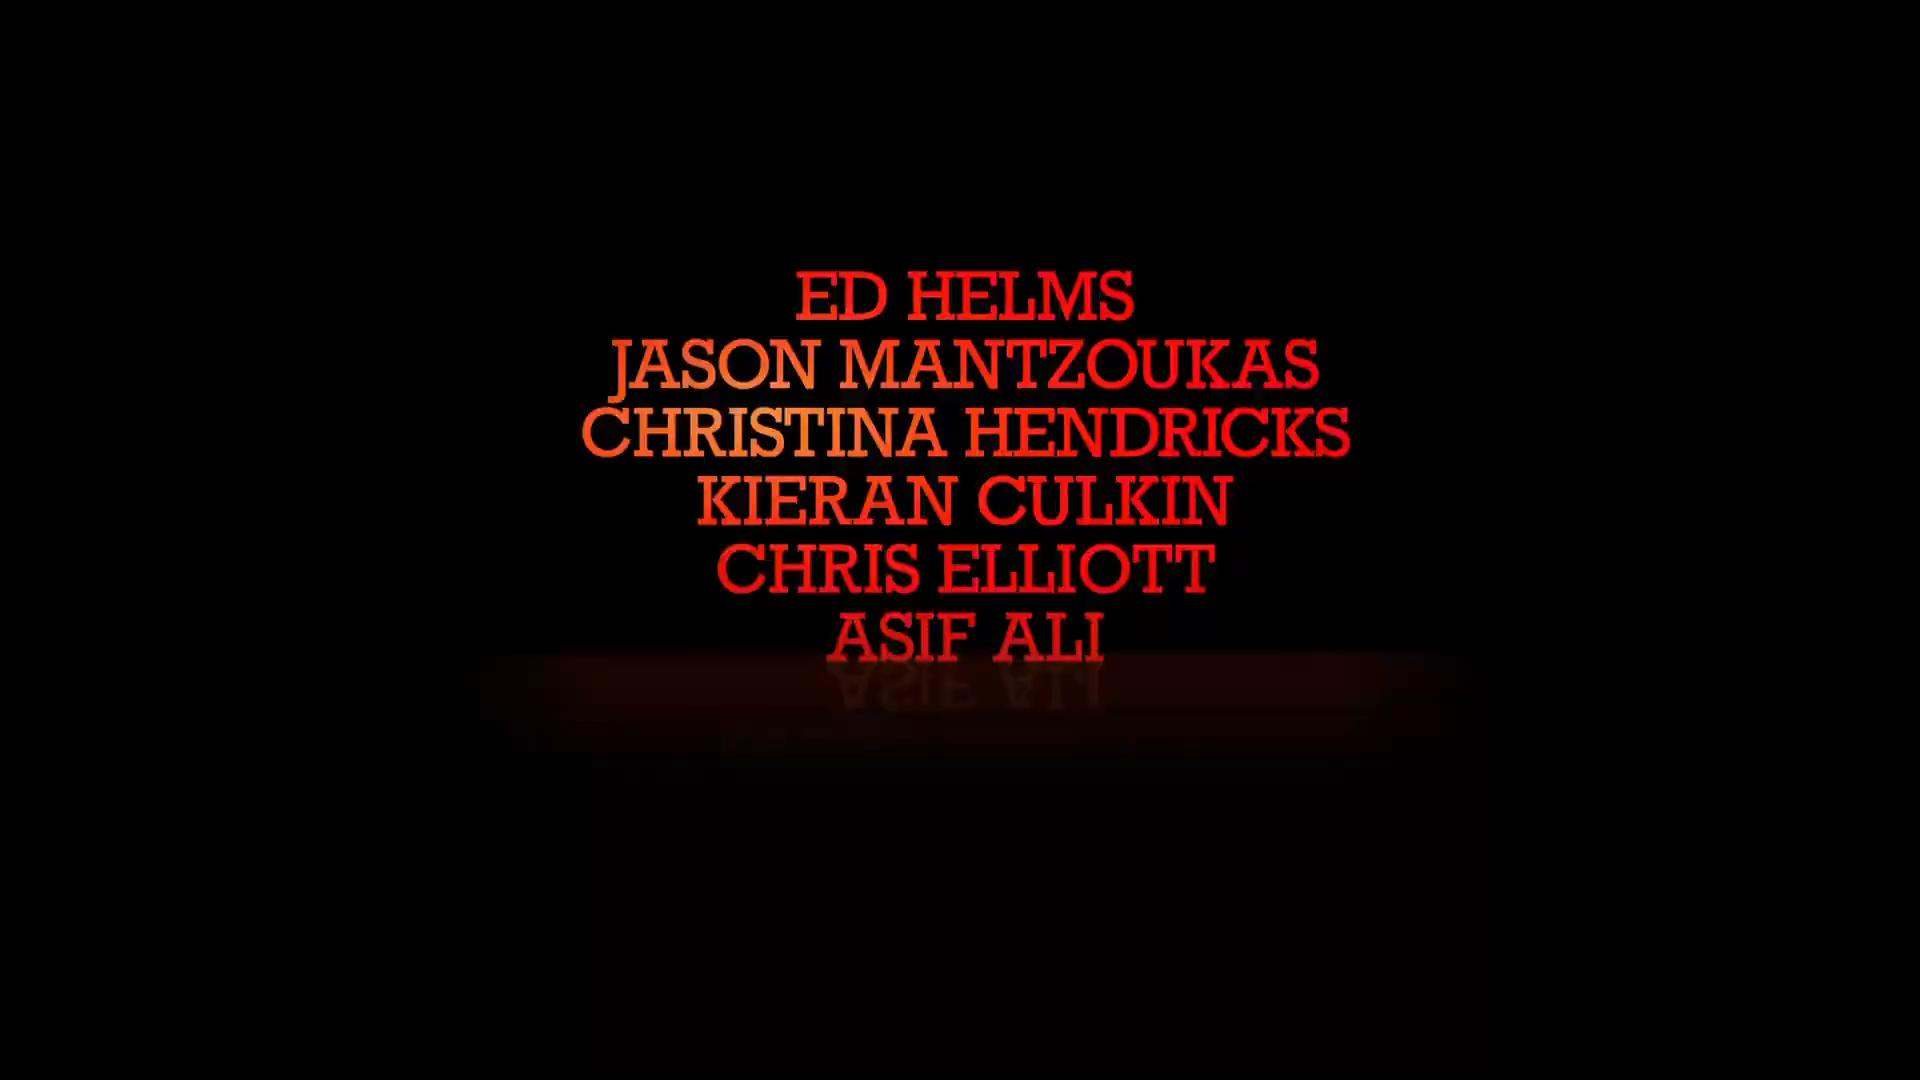 ED HELMS
JASON MANTZOUKAS
CHRISTINA HENDRICKS
KIERAN CULKIN
CHRIS ELLIOTT
ASIF ALI